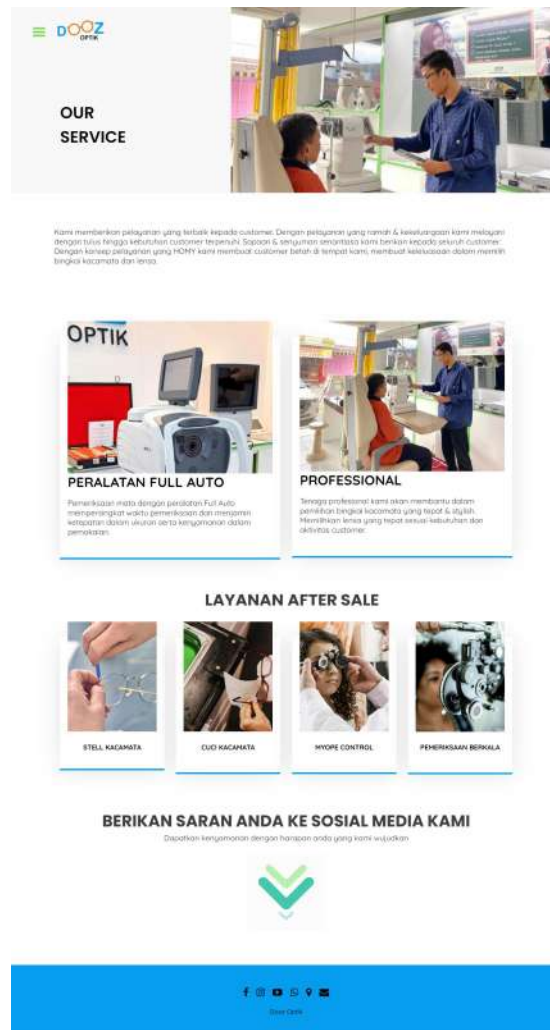 DOOZ
OPTIK
OUR
SERVICE
Kami memberikan pelayanan yang terbaik kepada customer. Dengan pelayanan yang ramah & kekeluargaan kami melayani
dengan tulus hingga kebutuhan customer terpenuhi. Sapaan & senyuman senantiasa kami berikan kepada seluruh customer.
Dengan konsep pelayanan yang HOMY kami membuat customer betah di tempat kami, membuat keleluasaan dalam memilih
bingkai kacamata dan lensa.
OPTIK
PERALATAN FULL AUTO
Pemeriksaan mata dengan peralatan Full Auto
mempersingkat waktu pemeriksaan dan menjamin
ketepatan dalam ukuran serta kenyamanan dalam
pemakaian.
PROFESSIONAL
Tenaga professional kami akan membantu dalam
pemilihan bingkai kacamata yang tepat & stylish.
Memilihkan lensa yang tepat sesuai kebutuhan dan
aktivitas customer.
LAYANAN AFTER SALE
STELL KACAMATA
CUCI KACAMATA
MYOPE CONTROL
PEMERIKSAAN BERKALA
BERIKAN SARAN ANDA KE SOSIAL MEDIA KAMI
Dapatkan kenyamanan dengan harapan anda yang kami wujudkan
Dooz Optik